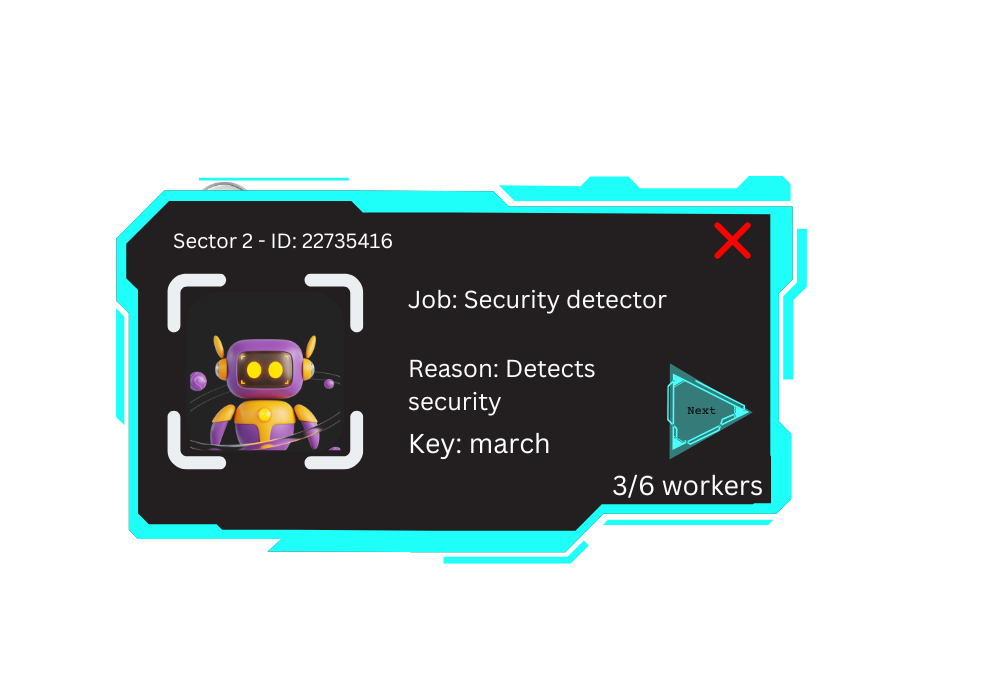 Sector 2 - ID: 22735416
Job: Security detector
Reason: Detects
security
Key: march
Next
3/6 workers